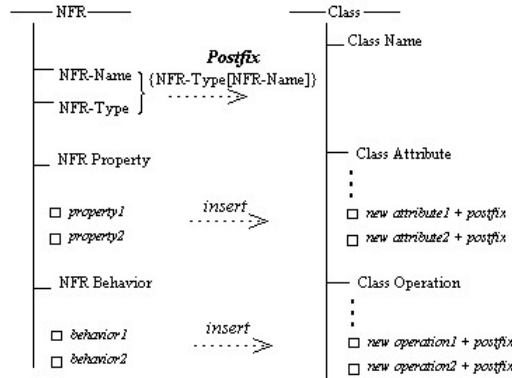 NFR
Class
Class Name
Postfix
NFR-Name
{NFR-Type[NFR-Name]}
NFR-Type
NFR Property
Class Attribute
property1
insert
new attribute1 + postfix
property2
new attribute2 + postfix
NFR Behavior
Class Operation
behavior1
insert
new operation1 + postfix
behavior2
new operation2 + postfix